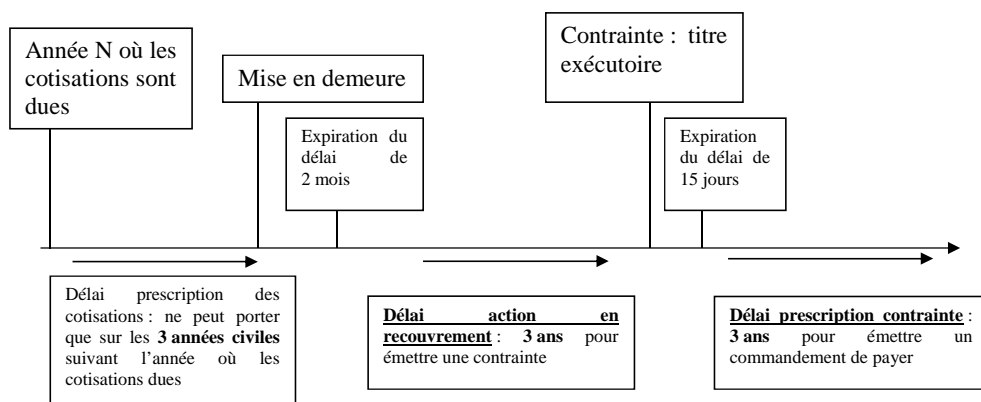 Année N où les
cotisations sont
dues
Mise en demeure
Expiration du
délai de
2 mois
Contrainte : titre
exécutoire
Expiration
du délai de
15 jours
Délai prescription des
cotisations : ne peut porter
que sur les 3 années civiles
suivant l’année où les
cotisations dues
Délai action en
recouvrement : 3 ans pour
émettre une contrainte
Délai prescription contrainte :
3 ans pour émettre un
commandement de payer